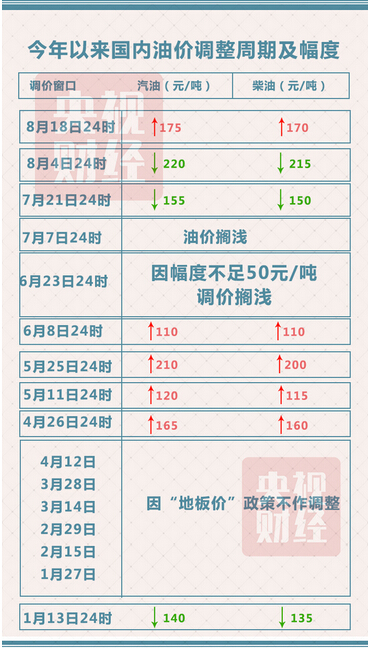 今年以来国内油价调整周期及幅度
调价窗口 汽油（元/吨） 柴油（元/吨）
8月18日24时 ↑175 ↑170
8月4日24时 ↓220 ↓215
7月21日24时 ↓155 ↓150
7月7日24时 油价搁浅
6月23日24时 因幅度不足50元/吨
调价搁浅
6月8日24时 ↑110 ↑110
5月25日24时 ↑210 ↑200
5月11日24时 ↑120 ↑115
4月26日24时 ↑165 ↑160
4月12日
3月28日
3月14日 因“地板价”政策不作调整
2月29日
2月15日
1月27日
1月13日24时 ↓140 ↓135
央视
财经
央视
财经